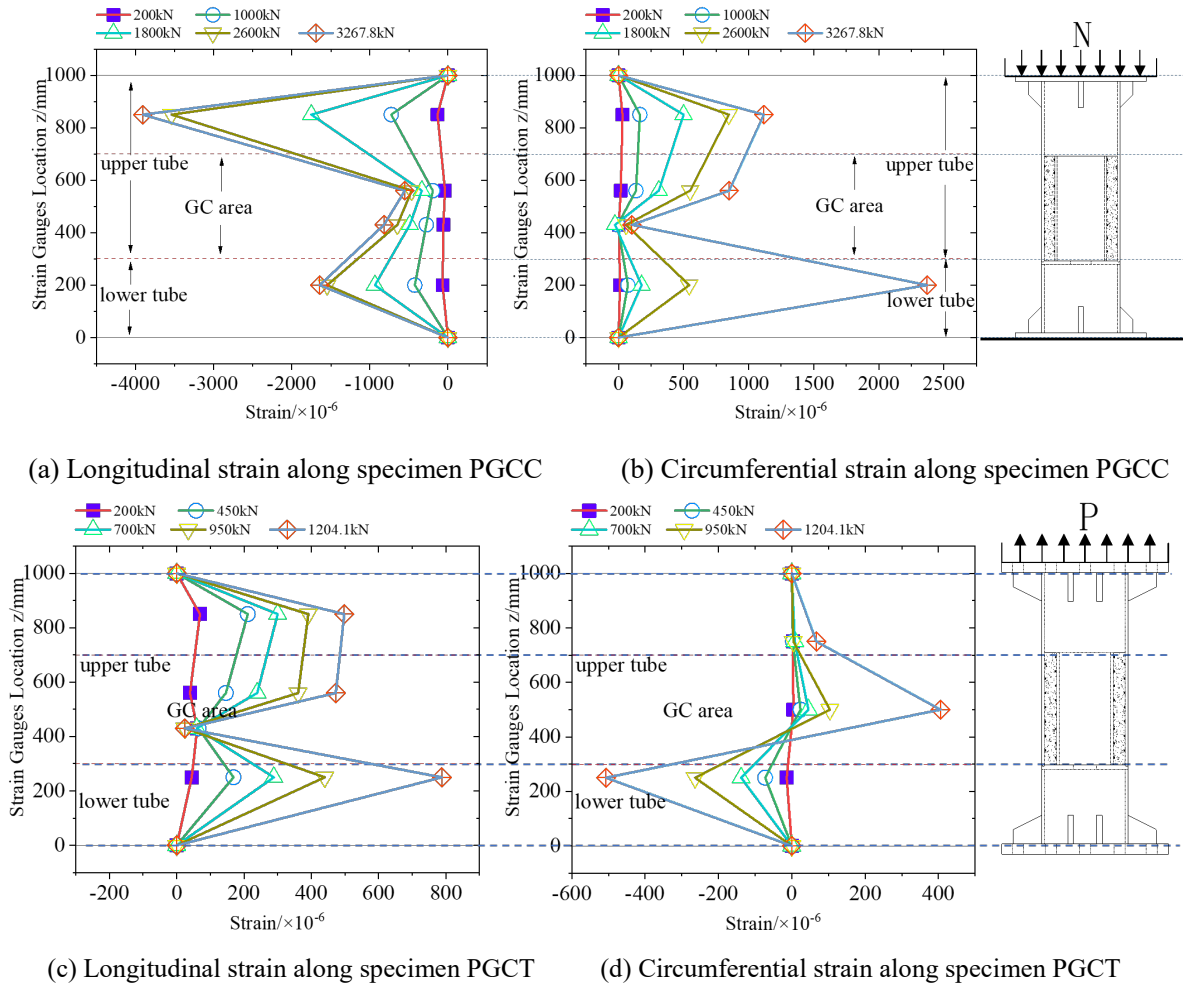 200kN 1000kN
1800kN 2600kN 3267.8kN
1000
800
600
400
200
0
Strain Gauges Location z/mm
upper tube
GC area
lower tube
-4000 -3000 -2000 -1000 0
Strain/×10-6
(a) Longitudinal strain along specimen PGCC
200kN 1000kN
1800kN 2600kN 3267.8kN
1000
800
600
400
200
0
Strain Gauges Location z/mm
upper tube
GC area
lower tube
0 500 1000 1250 1500 1750 2000 2250 2500
Strain/×10-6
(b) Circumferential strain along specimen PGCC
N
200kN 450kN
700kN 950kN 1204.1kN
1000
800
600
400
200
0
Strain Gauges Location z/mm
upper tube
GC area
lower tube
-200 0 200 400 600 800
Strain/×10-6
(c) Longitudinal strain along specimen PGCT
200kN 450kN
700kN 950kN 1204.1kN
1000
800
600
400
200
0
Strain Gauges Location z/mm
upper tube
GC area
lower tube
-600 -400 -200 0 200 400
Strain/×10-6
(d) Circumferential strain along specimen PGCT
P